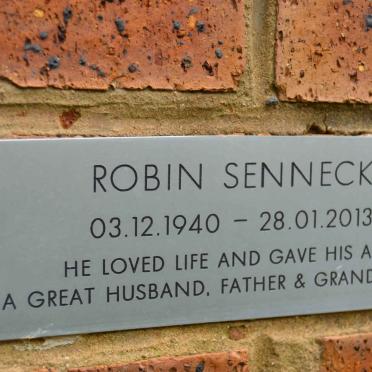 ROBIN SENNECK
03.12.1940 – 28.01.2013
HE LOVED LIFE AND GAVE HIS A
A GREAT HUSBAND, FATHER & GRAND